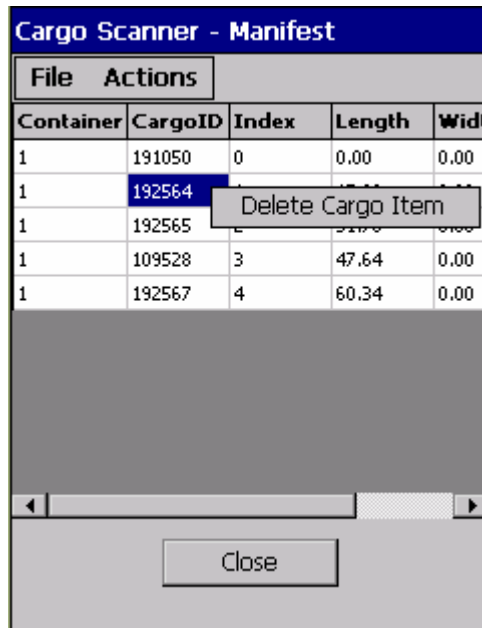 Cargo Scanner - Manifest
File Actions
Container CargoID Index Length
1 191050 0 0.00 0.00
1 192564
Delete Cargo Item
1 192565
1 109528 3 47.64 0.00
1 192567 4 60.34 0.00
Close